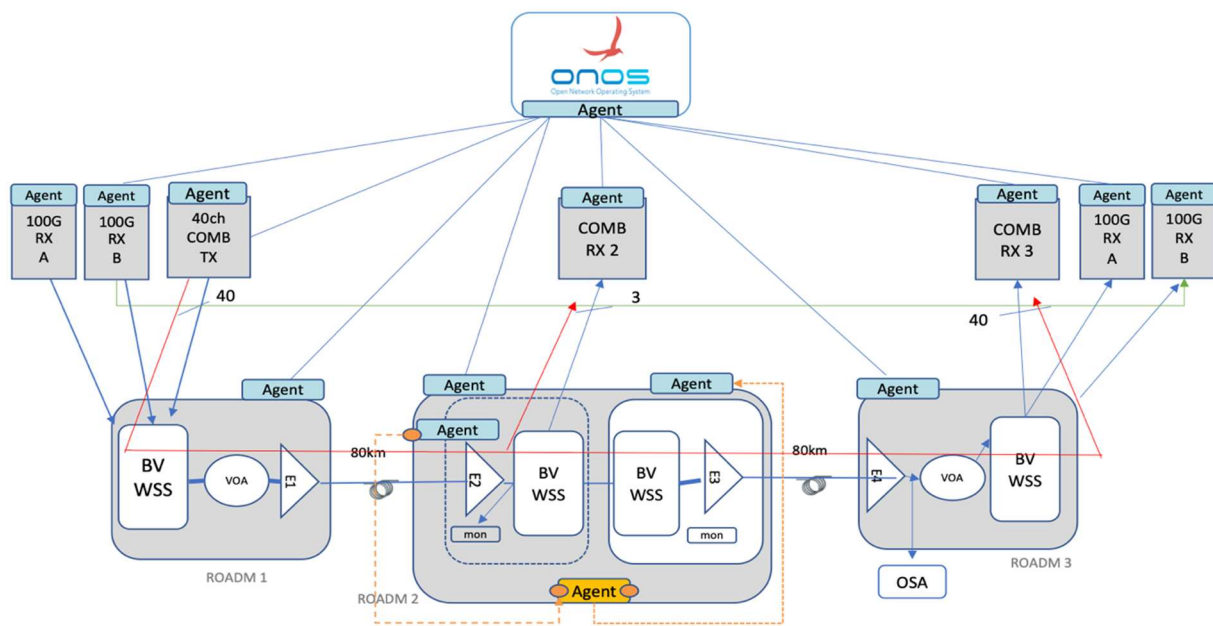 ONOS
Open Network Operating System
Agent
Agent
100G
RX
A
Agent
100G
RX
B
Agent
40ch
COMB
TX
Agent
COMB
RX 2
Agent
COMB
RX 3
Agent
100G
RX
A
Agent
100G
RX
B
40
3
40
Agent
Agent
Agent
Agent
Agent
80km
80km
BV
WSS
VOA
E1
E2
BV
WSS
BV
WSS
E3
E4
VOA
BV
WSS
mon
mon
ROADM 1
ROADM 2
Agent
ROADM 3
OSA